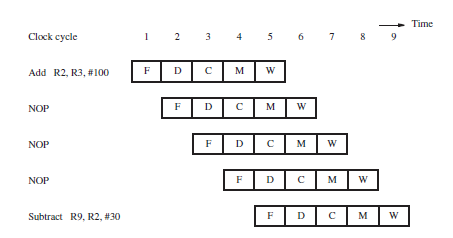 Time
Clock cycle 1 2 3 4 5 6 7 8 9
Add R2, R3, #100 F D C M W
NOP F D C M W
NOP F D C M W
NOP F D C M W
Subtract R9, R2, #30 F D C M W